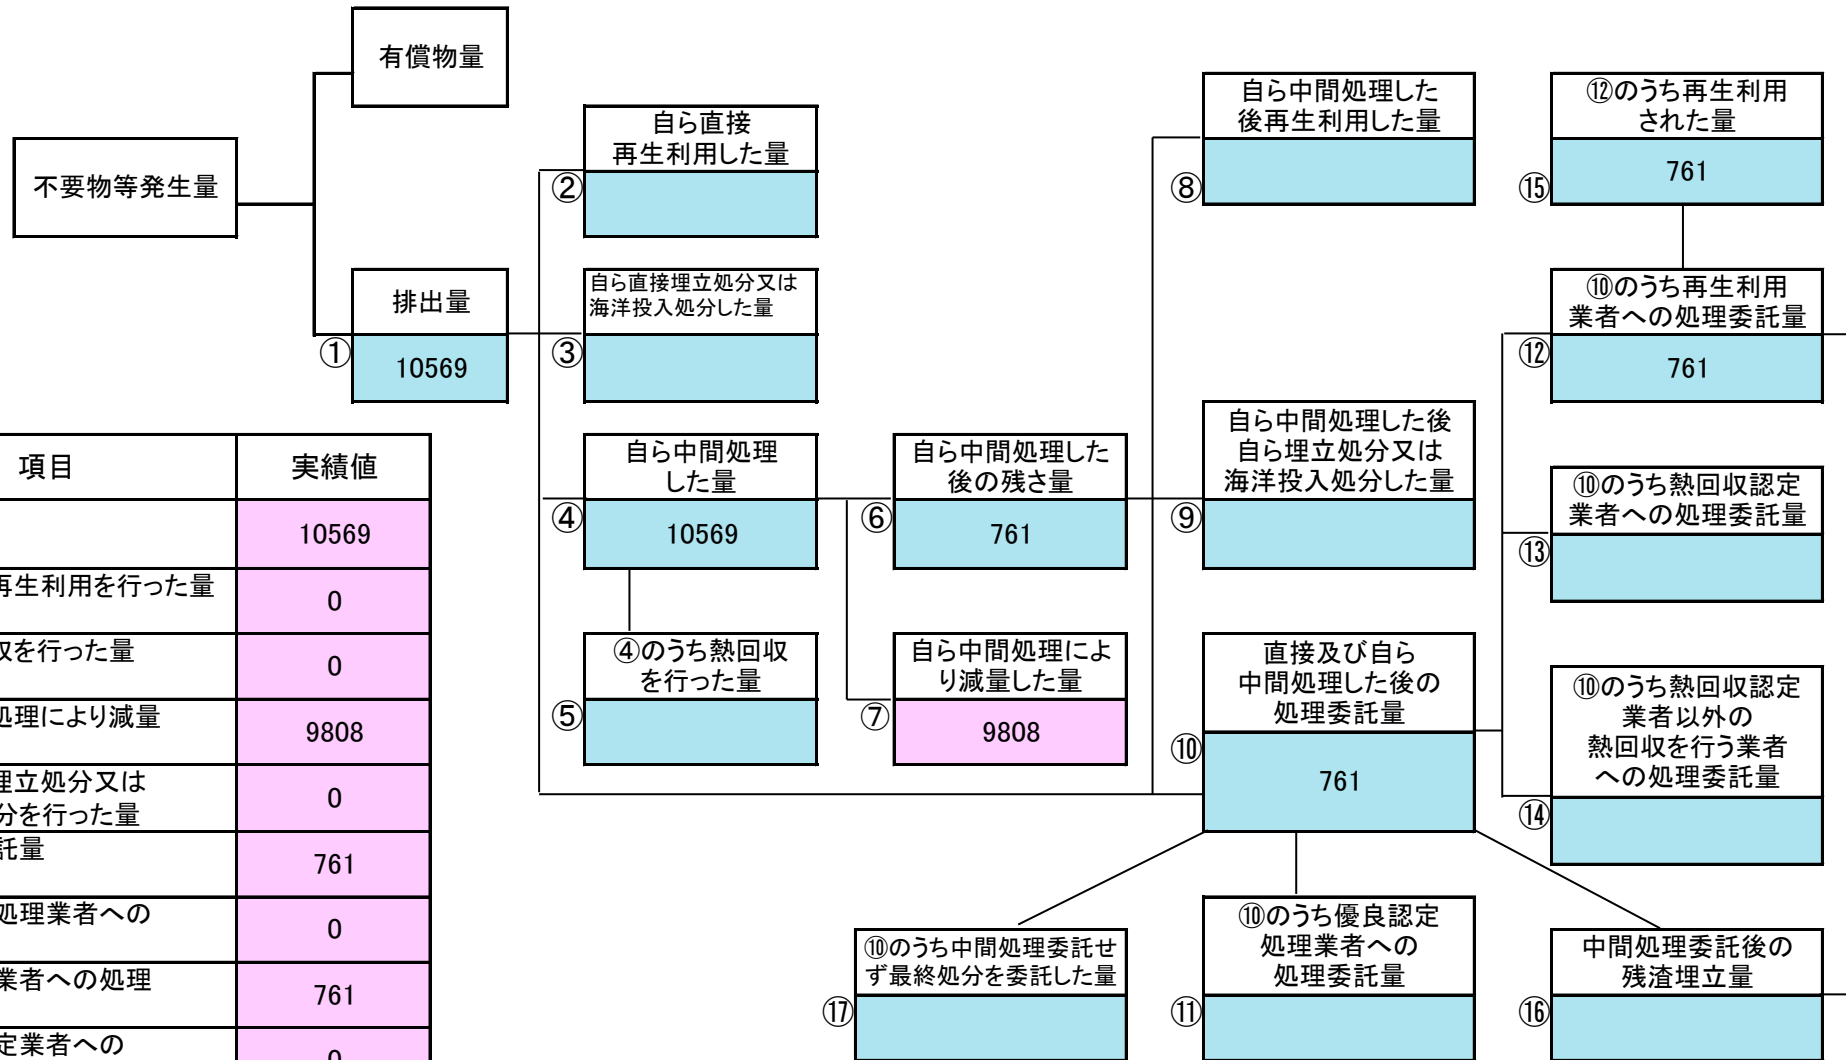 有償物量
不要物等発生量
排出量
①
10569
自ら直接
再生利用した量
②
自ら直接埋立処分又は
海洋投入処分した量
③
自ら中間処理
した量
④
10569
④のうち熱回収
を行った量
⑤
自ら中間処理した
後の残さ量
⑥
761
自ら中間処理によ
り減量した量
⑦
9808
自ら中間処理した
後再生利用した量
⑧
自ら中間処理した後
自ら埋立処分又は
海洋投入処分した量
⑨
直接及び自ら
中間処理した後の
処理委託量
⑩
761
⑫のうち再生利用
された量
⑮
761
⑩のうち再生利用
業者への処理委託量
⑫
761
⑩のうち熱回収認定
業者への処理委託量
⑬
⑩のうち熱回収認定
業者以外の
熱回収を行う業者
への処理委託量
⑭
⑩のうち中間処理委託せ
ず最終処分を委託した量
⑰
⑩のうち優良認定
処理業者への
処理委託量
⑪
中間処理委託後の
残渣埋立量
⑯
項目
実績値
10569
再生利用を行った量
0
収を行った量
0
処理により減量
9808
埋立処分又は
分を行った量
0
託量
761
処理業者への
0
業者への処理
761
定業者への
0